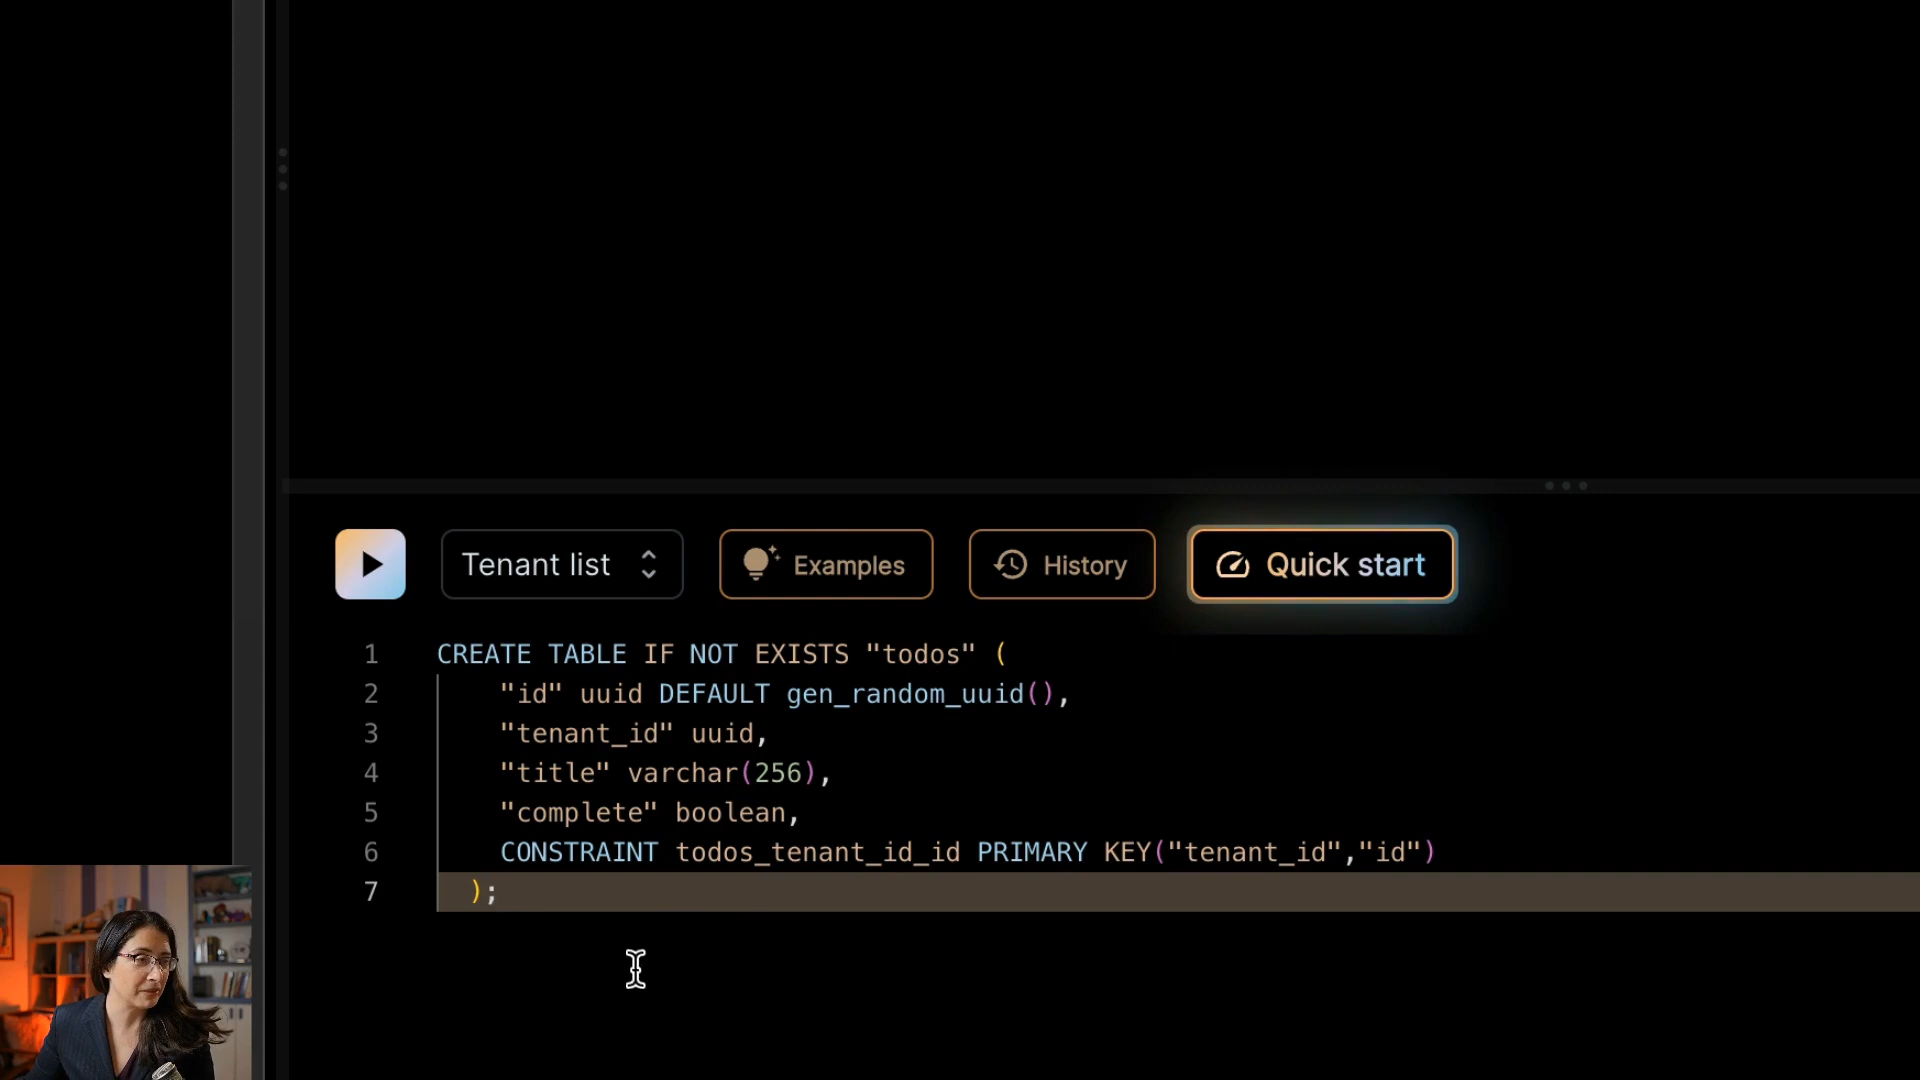 Tenant list Examples History Quick start
1 CREATE TABLE IF NOT EXISTS "todos" (
2 "id" uuid DEFAULT gen_random_uuid(),
3 "tenant_id" uuid,
4 "title" varchar(256),
5 "complete" boolean,
6 CONSTRAINT todos_tenant_id_id PRIMARY KEY("tenant_id","id")
7 );